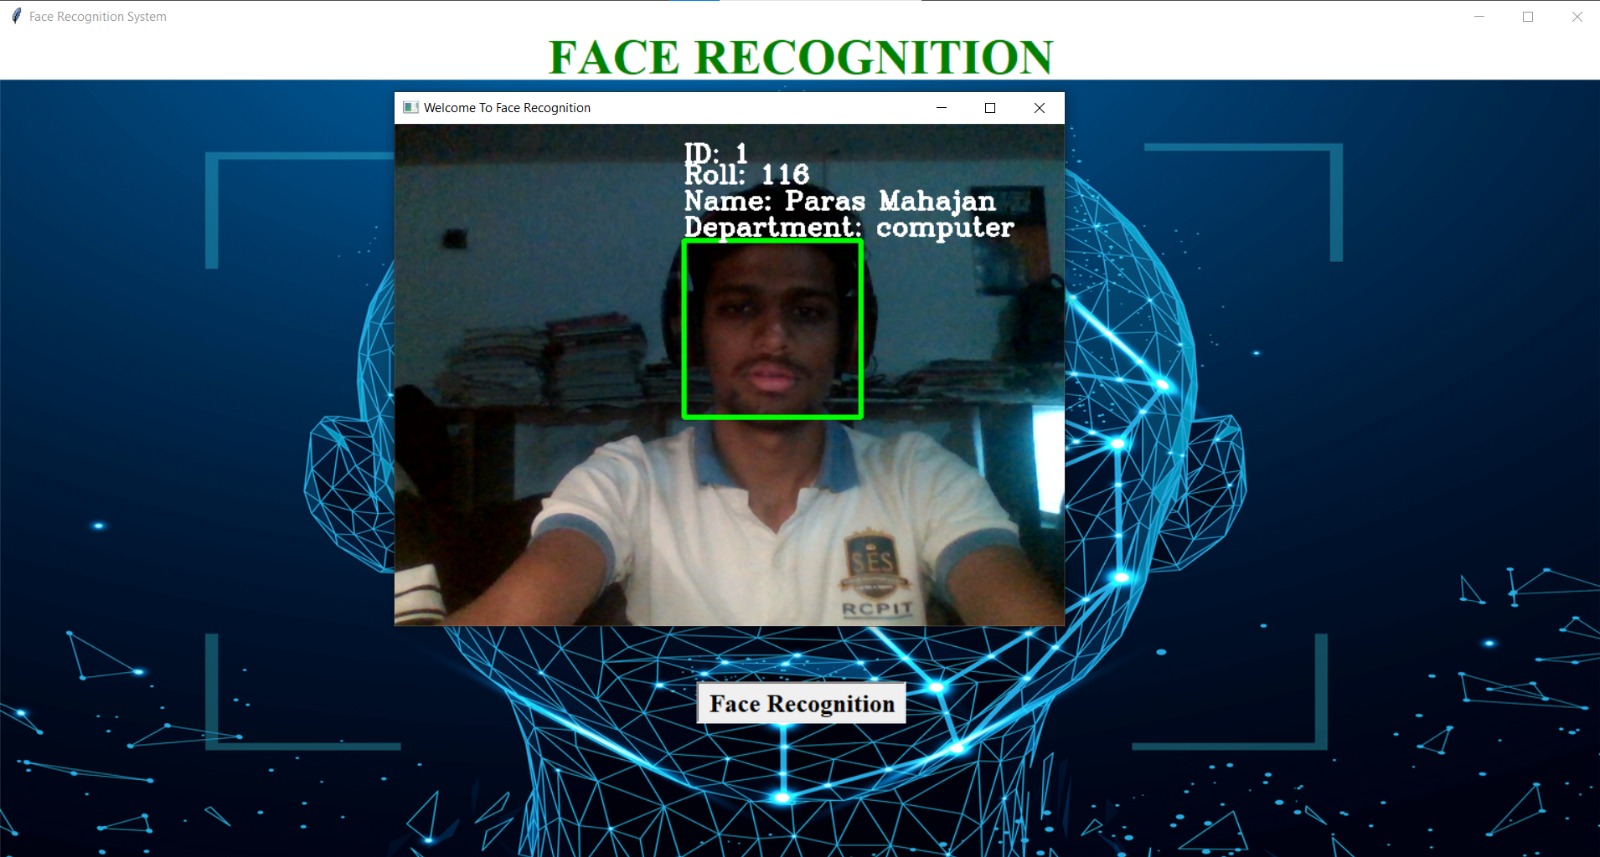 Face Recognition System
FACE RECOGNITION
Welcome To Face Recognition
ID: 1
Roll: 116
Name: Paras Mahajan
Department: computer
SES
RCPIT
Face Recognition